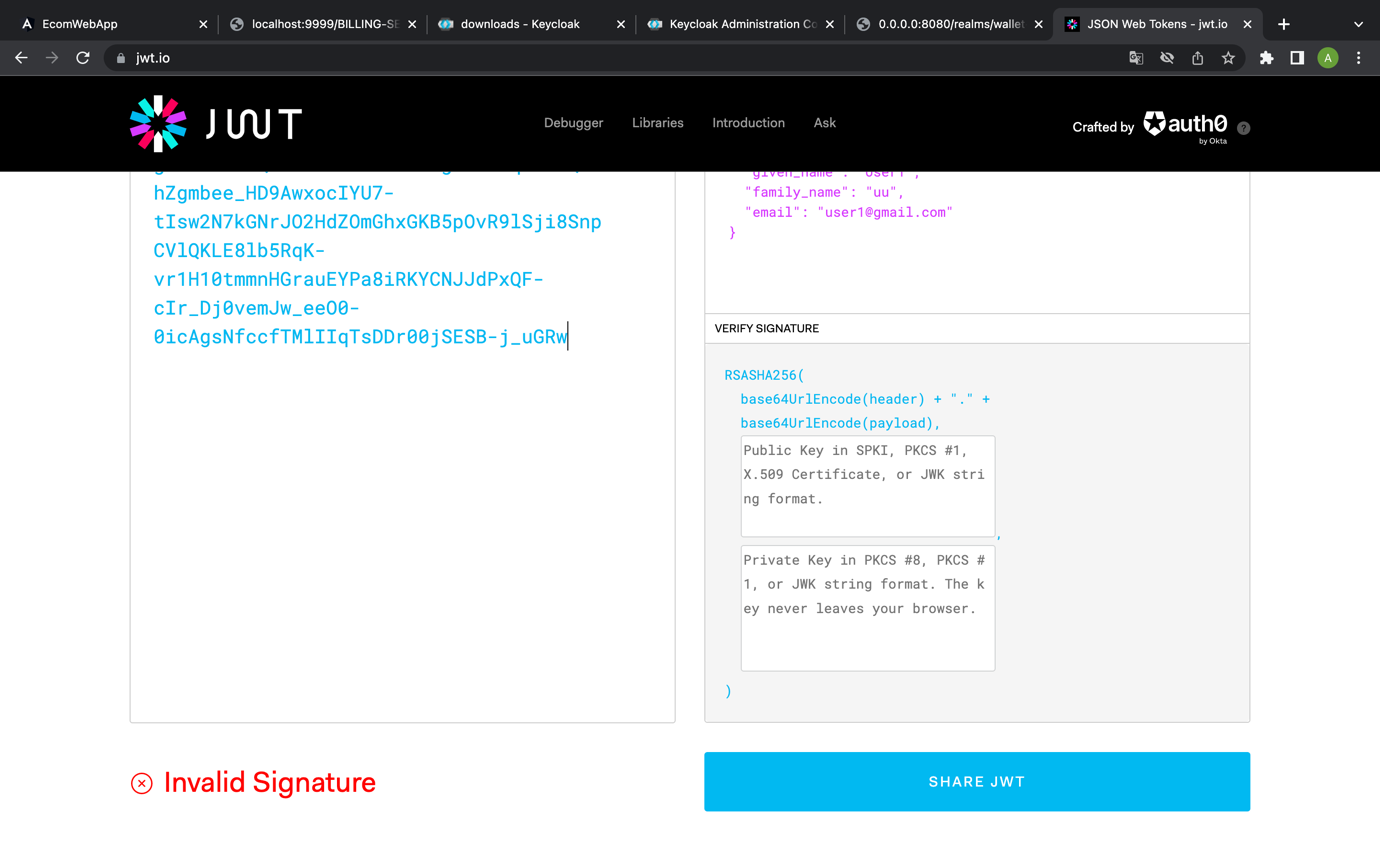 EcomWebApp
localhost:9999/BILLING-SE
downloads - Keycloak
Keycloak Administration Co
0.0.0.0:8080/realms/wallet
JSON Web Tokens - jwt.io
jwt.io
A
JWT
Debugger
Libraries
Introduction
Ask
Crafted by
auth0
by Okta
?
hZgmbee_HD9AwxocIYU7-
tIsw2N7kGNrJO2HdZOmGhxGKB5pOvR9lSji8Snp
CVlQKLE8lb5RqK-
vr1H10tmmnHGrauEYPa8iRKYCNJJdPxQF-
cIr_Dj0vemJw_eeO0-
0icAgsNfccfTMlIIqTsDDr00jSESB-j_uGRw
"given_name": "user1",
"family_name": "uu",
"email": "user1@gmail.com"
}
VERIFY SIGNATURE
RSASHA256(
base64UrlEncode(header) + "." +
base64UrlEncode(payload),
Public Key in SPKI, PKCS #1,
X.509 Certificate, or JWK stri
ng format.
,
Private Key in PKCS #8, PKCS #
1, or JWK string format. The k
ey never leaves your browser.
)
Invalid Signature
SHARE JWT